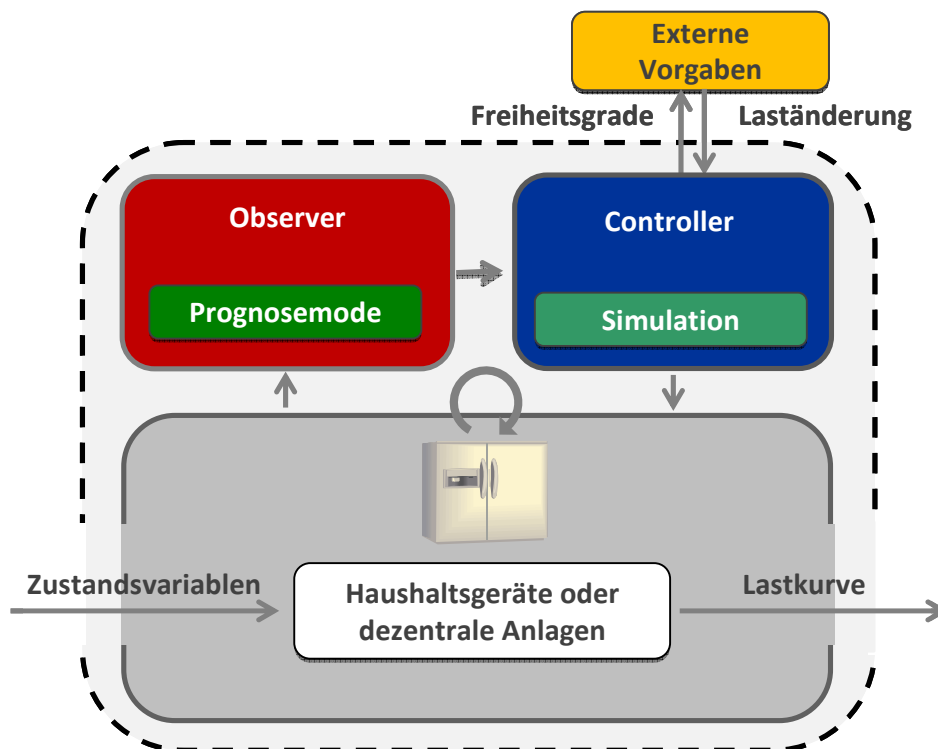 Externe
Vorgaben
Freiheitsgrade
Laständerung
Observer
Controller
Prognosemode
Simulation
Zustandsvariablen
Haushaltsgeräte oder
dezentrale Anlagen
Lastkurve